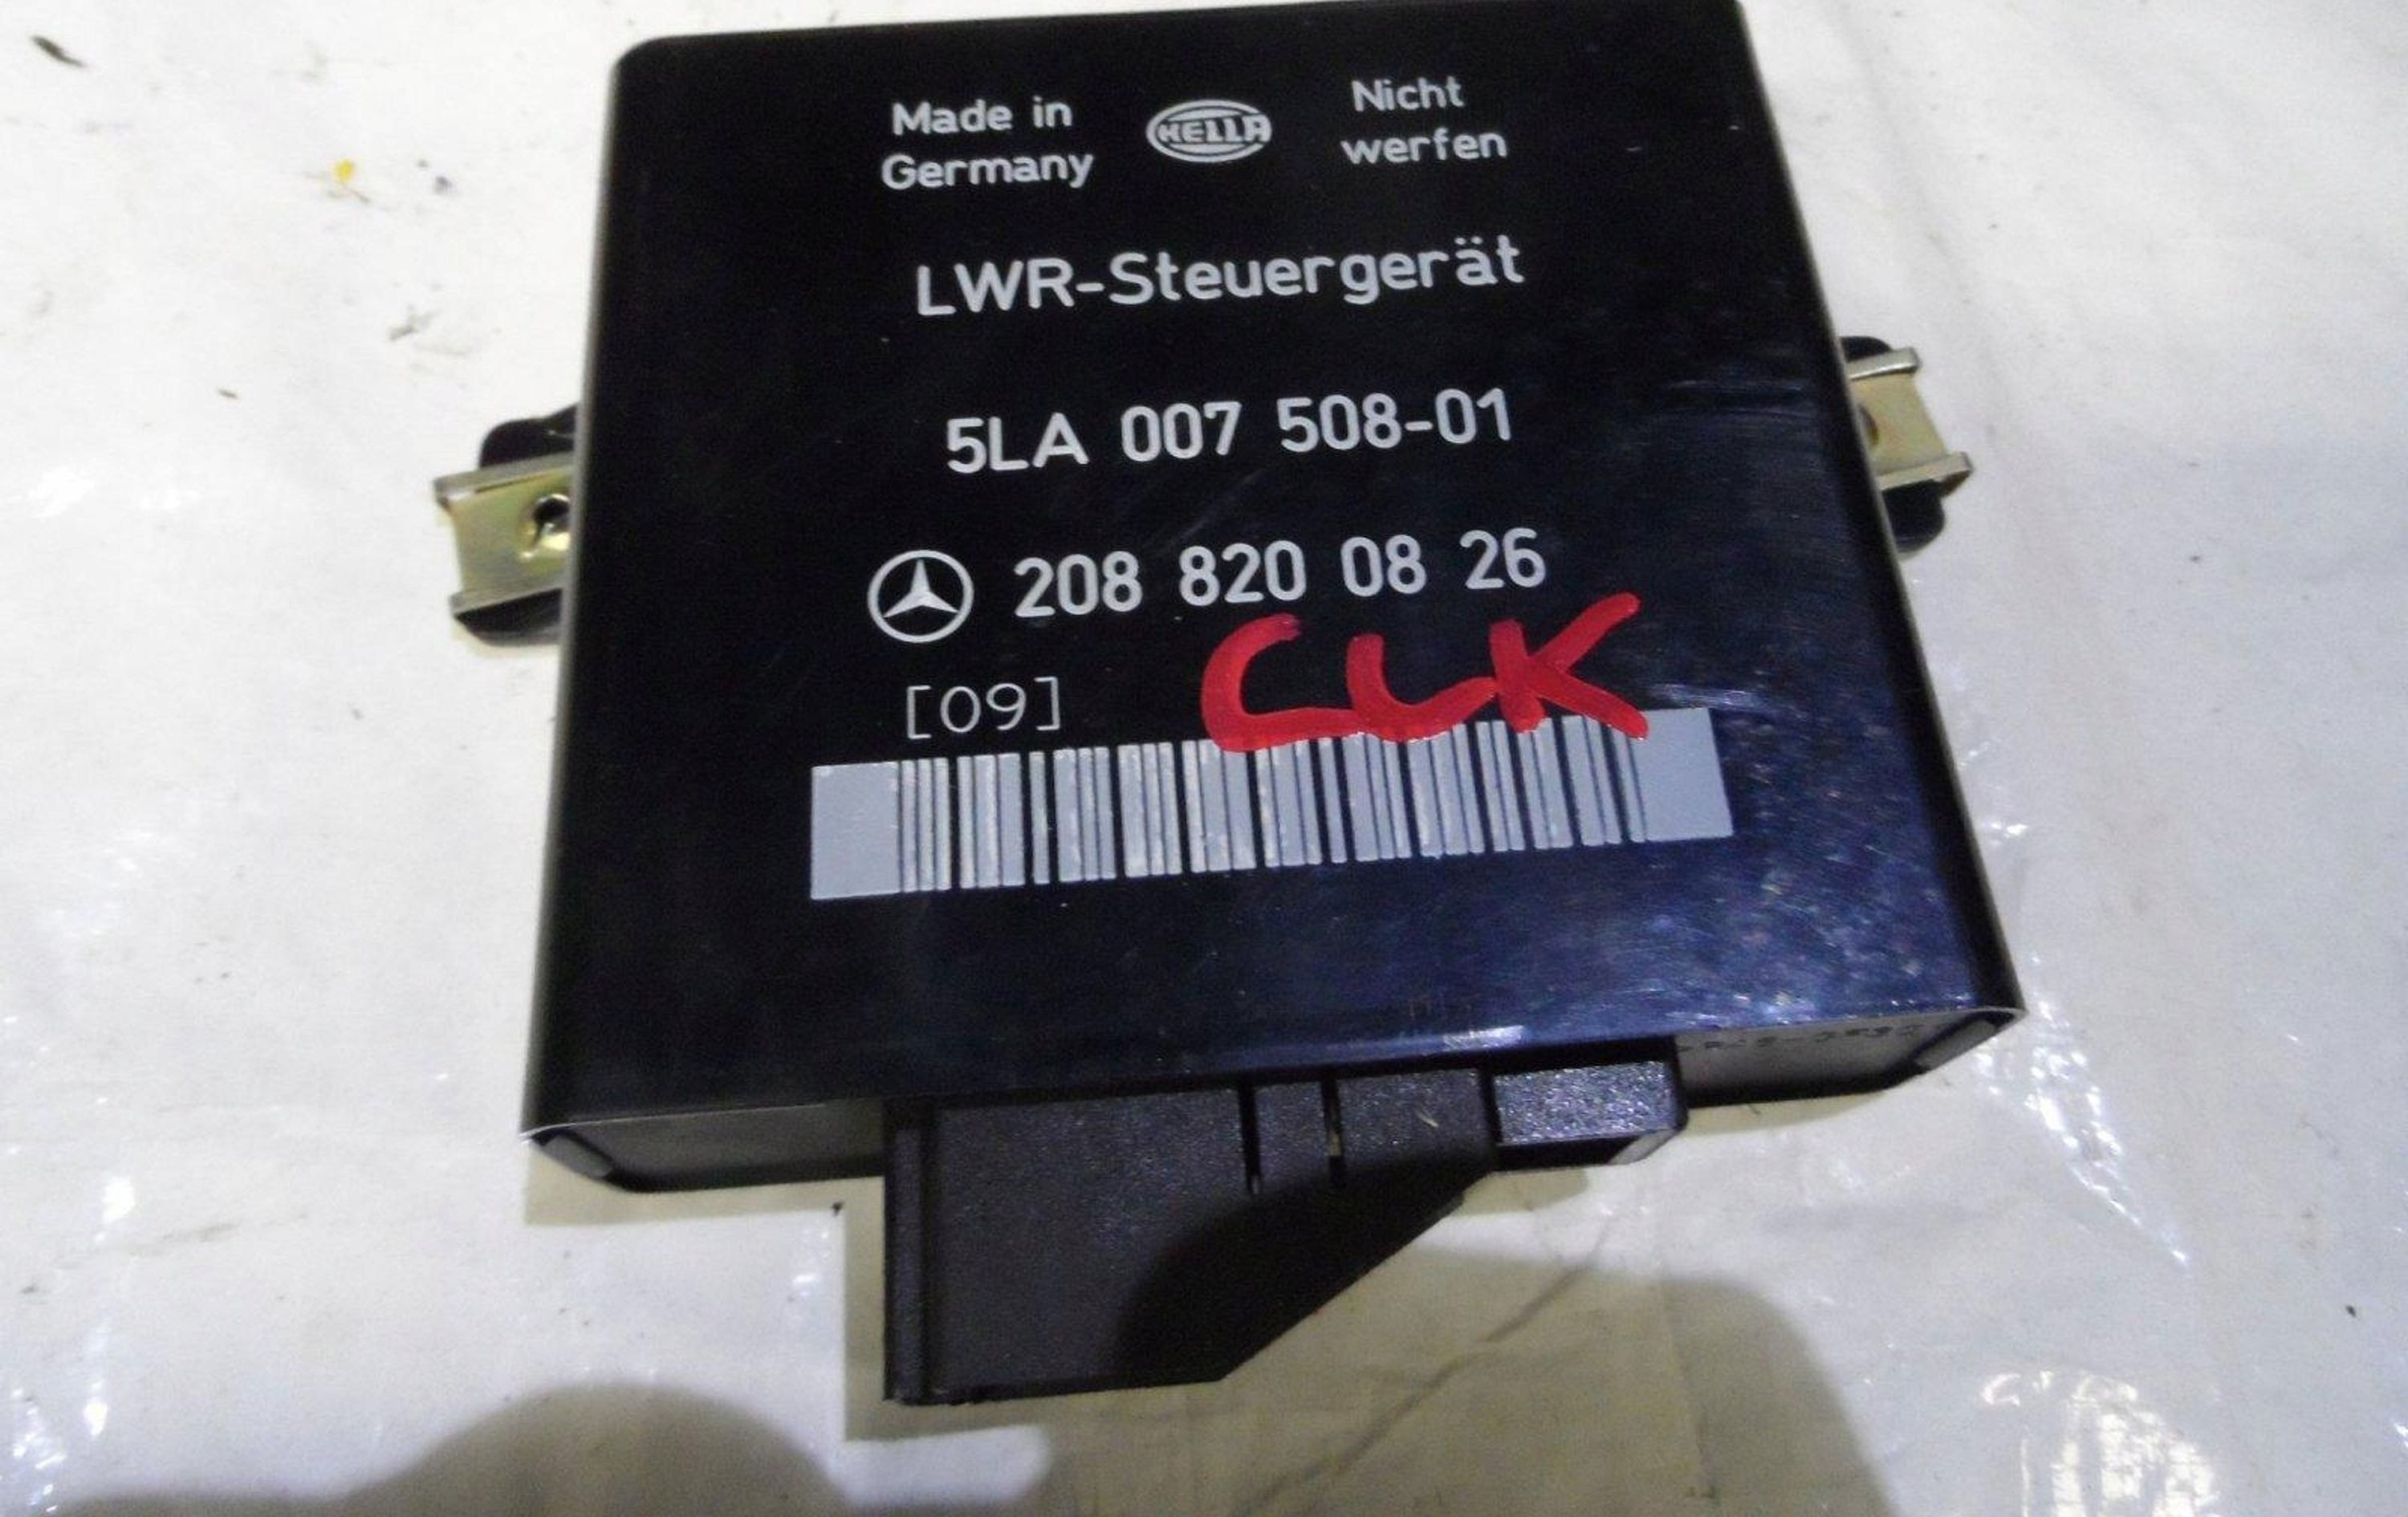 Made in Germany
HELLA
Nicht werfen
LWR-Steuergerät
5LA 007 508-01
208 820 08 26
CLK
[09]